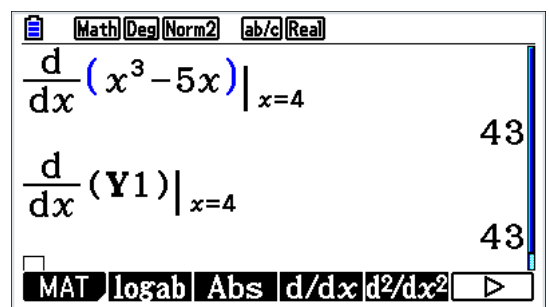 Math Deg Norm2 ab/c Real
d/dx(x³−5x)|x=4
43
d/dx(Y1)|x=4
43
MAT logab Abs d/dx d²/dx² ▷